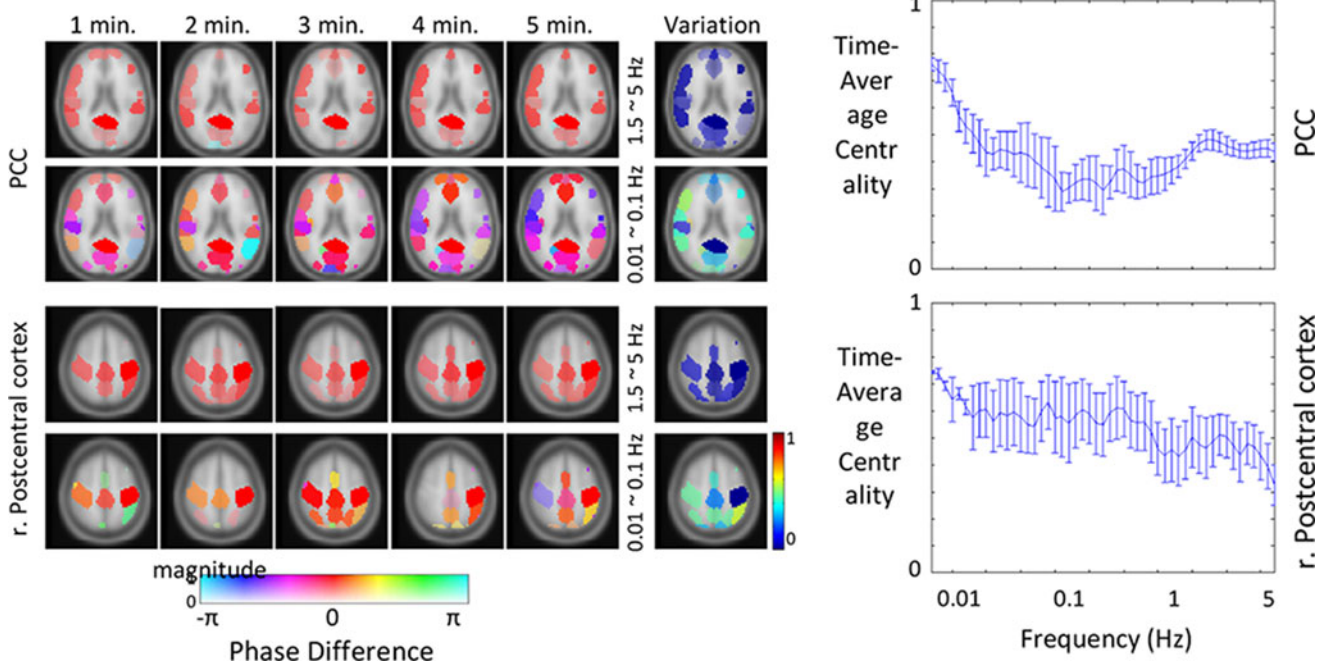 1 min. 2 min. 3 min. 4 min. 5 min. Variation
PCC
1.5 ~ 5 Hz
0.01 ~ 0.1 Hz
r. Postcentral cortex
1.5 ~ 5 Hz
0.01 ~ 0.1 Hz
1
0
magnitude
0
-π 0 π
Phase Difference
1
Time-
Aver
age
Centr
ality
0
PCC
1
Time-
Avera
ge
Centr
ality
0
r. Postcentral cortex
0.01 0.1 1 5
Frequency (Hz)